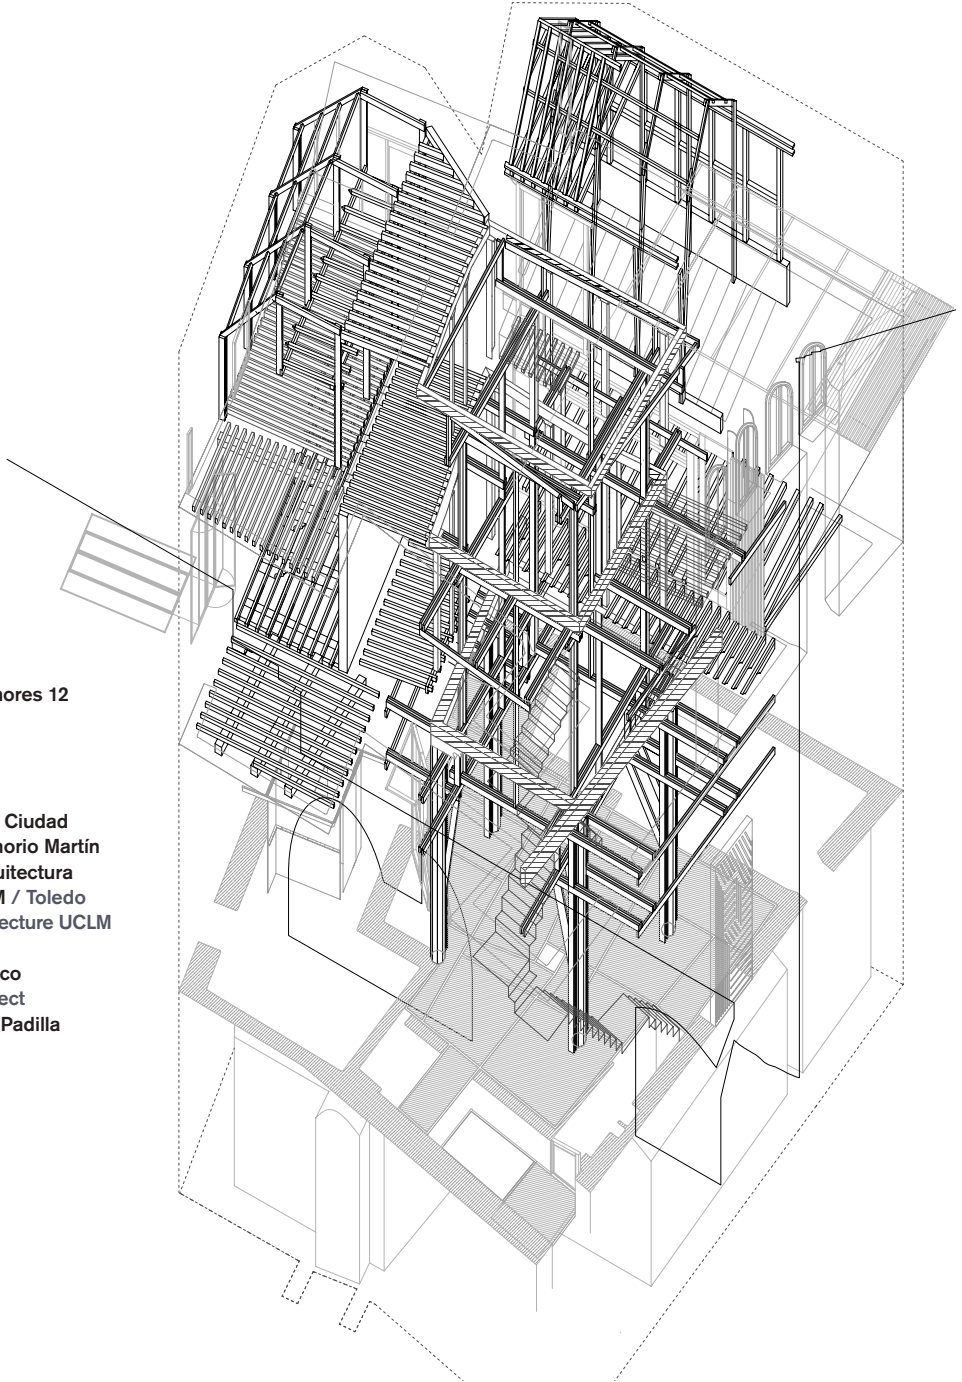 nores 12
Ciudad
norio Martín
uitectura
M / Toledo
ecture UCLM
co
ect
Padilla